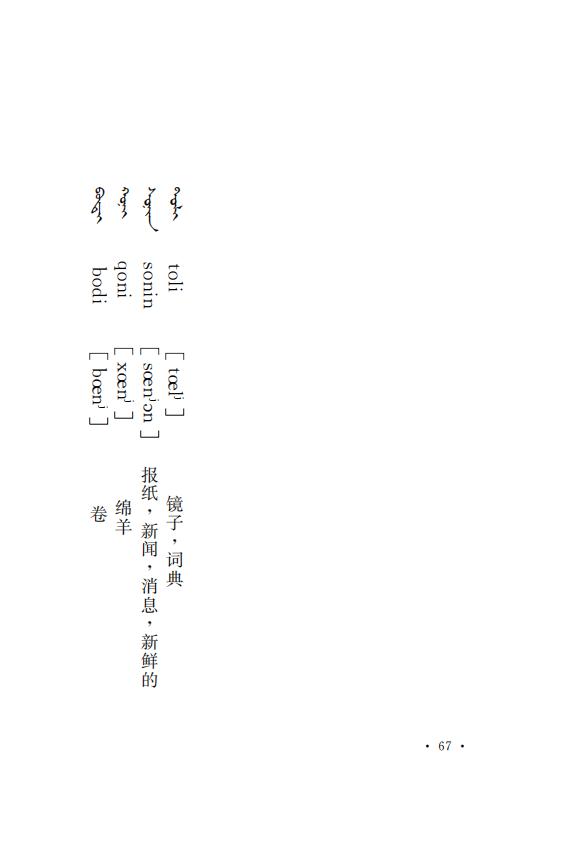 ᠪᠣᠳᠢ bodi [bœnʲ] 卷
ᠬᠣᠨᠢ qoni [xœnʲ] 绵羊
ᠰᠣᠨᠢᠨ sonin [sœnʲɔn] 报纸，新闻，消息，新鲜的
ᠲᠣᠯᠢ toli [tœlʲ] 镜子，词典
• 67 •